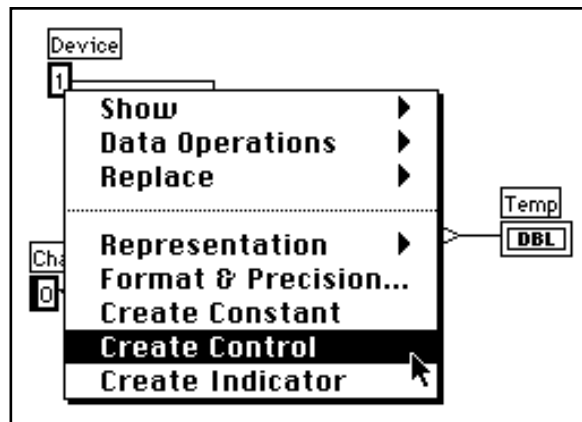 Device
1
Show
Data Operations
Replace
Temp
DBL
Representation
Format & Precision...
0
Create Constant
Create Control
Create Indicator